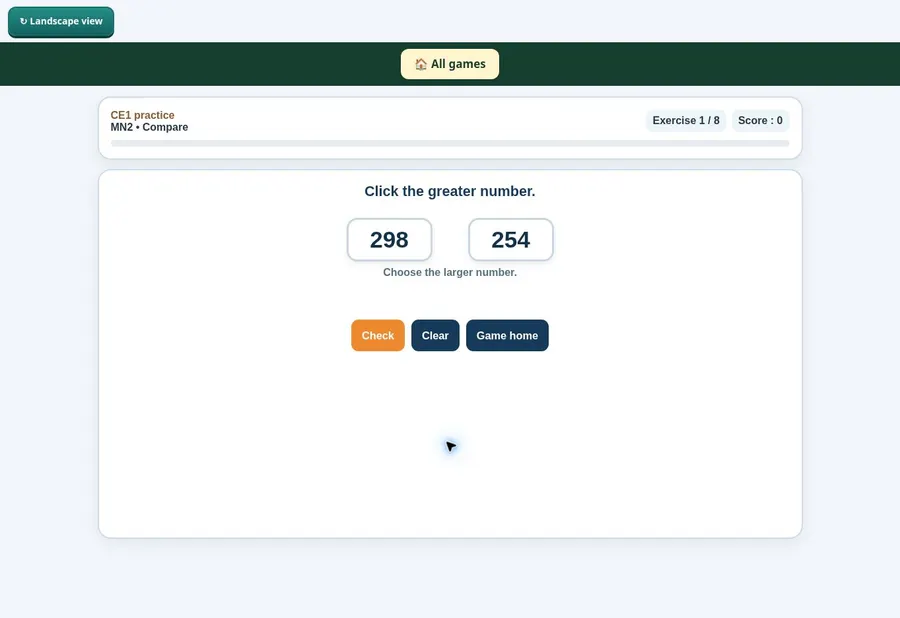 ↻ Landscape view
🏠 All games
CE1 practice
MN2 • Compare
Exercise 1 / 8
Score : 0
Click the greater number.
298
254
Choose the larger number.
Check
Clear
Game home